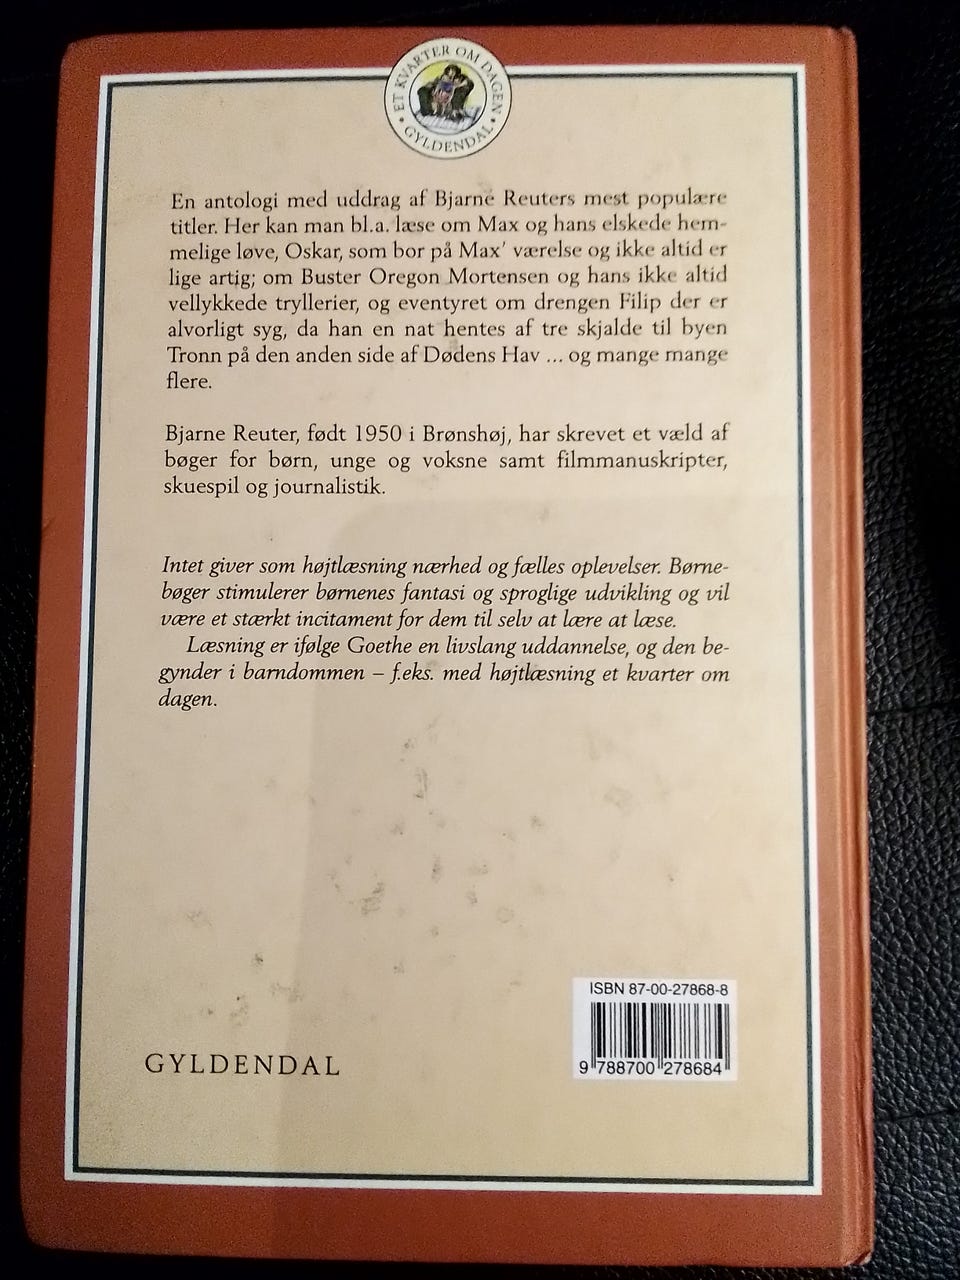 • ET KVARTER OM DAGEN •
GYLDENDAL
En antologi med uddrag af Bjarne Reuters mest populære
titler. Her kan man bl.a. læse om Max og hans elskede hem-
melige løve, Oskar, som bor på Max’ værelse og ikke altid er
lige artig; om Buster Oregon Mortensen og hans ikke altid
vellykkede tryllerier, og eventyret om drengen Filip der er
alvorligt syg, da han en nat hentes af tre skjalde til byen
Tronn på den anden side af Dødens Hav ... og mange mange
flere.
Bjarne Reuter, født 1950 i Brønshøj, har skrevet et væld af
bøger for børn, unge og voksne samt filmmanuskripter,
skuespil og journalistik.
Intet giver som højtlæsning nærhed og fælles oplevelser. Børne-
bøger stimulerer børnenes fantasi og sproglige udvikling og vil
være et stærkt incitament for dem til selv at lære at læse.
Læsning er ifølge Goethe en livslang uddannelse, og den be-
gynder i barndommen – f.eks. med højtlæsning et kvarter om
dagen.
ISBN 87-00-27868-8
9 788700 278684
GYLDENDAL